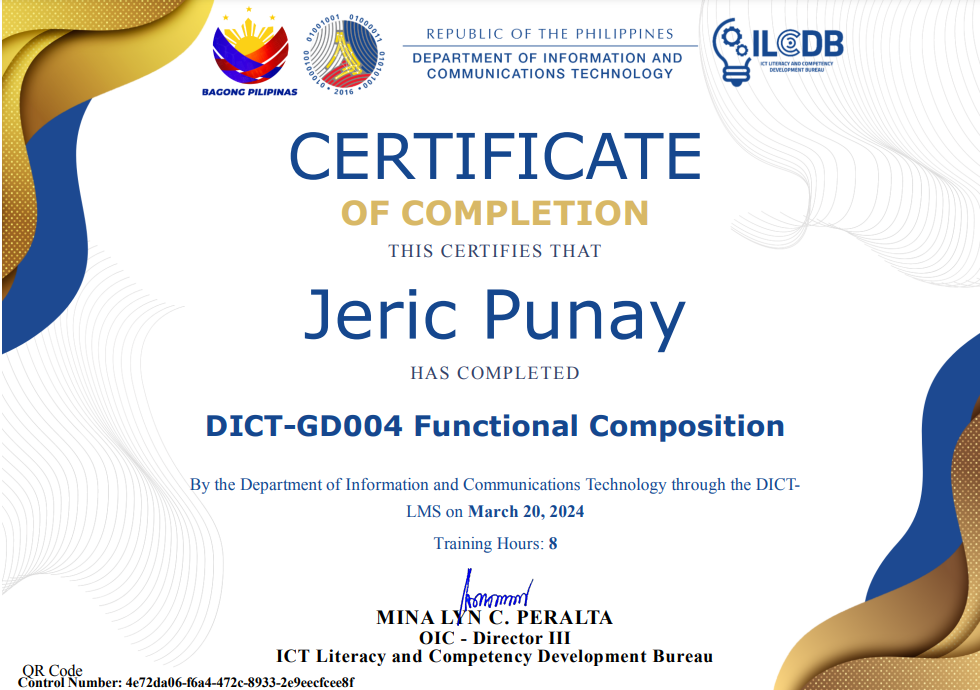 BAGONG PILIPINAS
01001001 01000011 01010100 01000100
2016
REPUBLIC OF THE PHILIPPINES
DEPARTMENT OF INFORMATION AND
COMMUNICATIONS TECHNOLOGY
ILCDB
ICT LITERACY AND COMPETENCY
DEVELOPMENT BUREAU
CERTIFICATE
OF COMPLETION
THIS CERTIFIES THAT
Jeric Punay
HAS COMPLETED
DICT-GD004 Functional Composition
By the Department of Information and Communications Technology through the DICT-
LMS on March 20, 2024
Training Hours: 8
MINA LYN C. PERALTA
OIC - Director III
ICT Literacy and Competency Development Bureau
QR Code
Control Number: 4e72da06-f6a4-472c-8933-2e9eecfcee8f